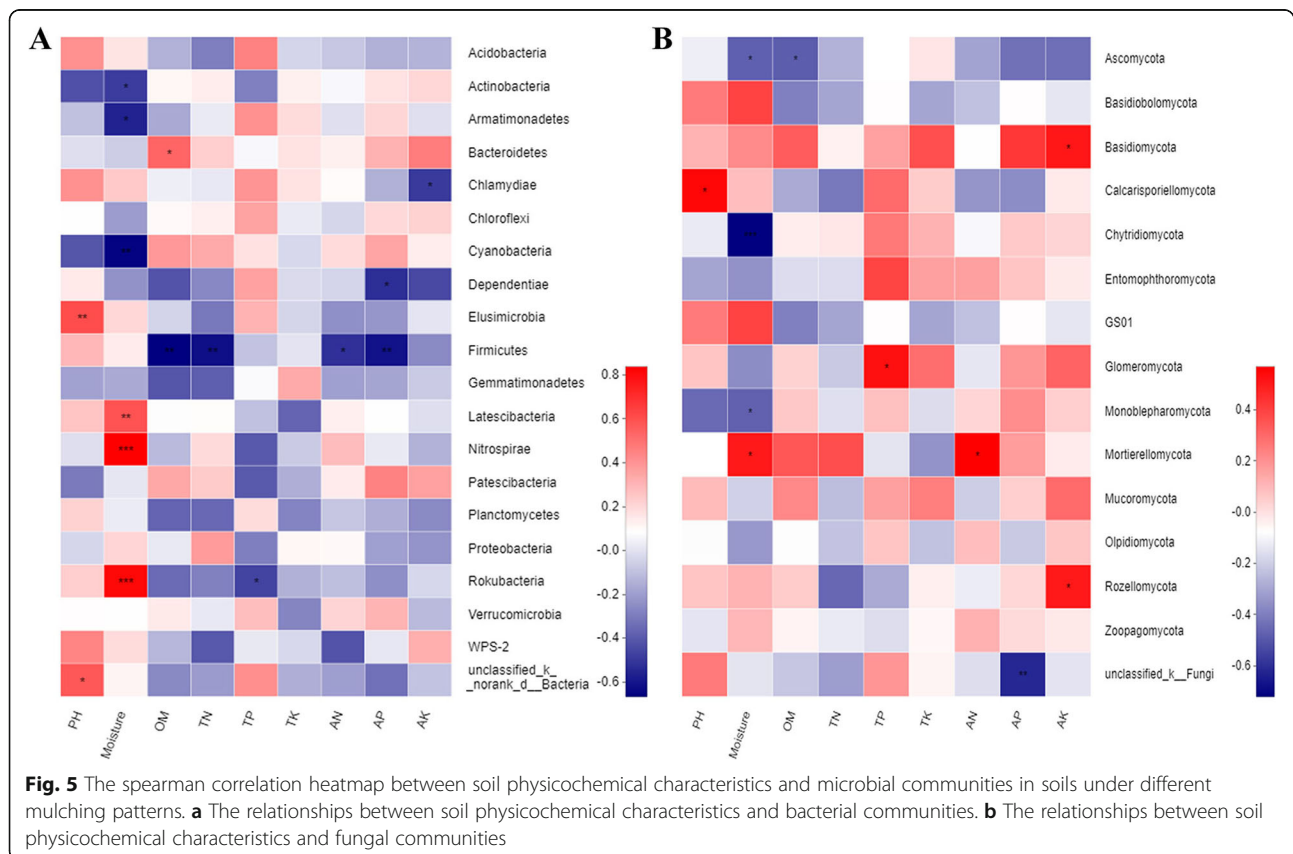 A
Acidobacteria
*
Actinobacteria
*
Armatimonadetes
*
Bacteroidetes
*
Chlamydiae
Chloroflexi
**
Cyanobacteria
*
Dependentiae
**
Elusimicrobia
** ** * **
Firmicutes
Gemmatimonadetes
**
Latescibacteria
***
Nitrospirae
Patescibacteria
Planctomycetes
Proteobacteria
*** *
Rokubacteria
Verrucomicrobia
WPS-2
*
unclassified_k_
_norank_d__Bacteria
0.8
0.6
0.4
0.2
-0.0
-0.2
-0.4
-0.6
PH Moisture OM TN TP TK AN AP AK
B
* *
Ascomycota
Basidiobolomycota
*
Basidiomycota
*
Calcarisporiellomycota
***
Chytridiomycota
Entomophthoromycota
GS01
*
Glomeromycota
*
Monoblepharomycota
* *
Mortierellomycota
Mucoromycota
Olpidiomycota
*
Rozellomycota
Zoopagomycota
**
unclassified_k__Fungi
0.4
0.2
-0.0
-0.2
-0.4
-0.6
PH Moisture OM TN TP TK AN AP AK
Fig. 5 The spearman correlation heatmap between soil physicochemical characteristics and microbial communities in soils under different
mulching patterns. a The relationships between soil physicochemical characteristics and bacterial communities. b The relationships between soil
physicochemical characteristics and fungal communities